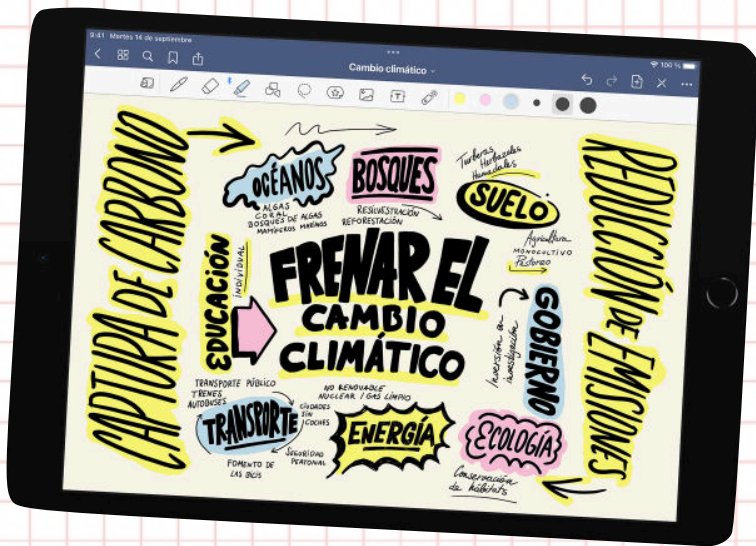 9:41 Martes 14 de septiembre
100 %
Cambio climático
CAPTURA DE CARBONO
OCÉANOS
ALGAS
CORAL
BOSQUES DE ALGAS
MAMÍFEROS MARINOS
BOSQUES
RESILVESTRACIÓN
REFORESTACIÓN
Turberas
Herbazales
Humedales
SUELO
Agricultura
MONOCULTIVO
Pastoreo
REDUCCIÓN DE EMISIONES
EDUCACIÓN
INDIVIDUAL
FRENAR EL
CAMBIO
CLIMÁTICO
Inversión en
investigación
GOBIERNO
TRANSPORTE PÚBLICO
TRENES
AUTOBUSES
TRANSPORTE
CIUDADES
SIN
COCHES
SEGURIDAD
PERSONAL
FOMENTO DE
LAS BICIS
NO RENOVABLE
NUCLEAR / GAS LIMPIO
ENERGÍA
ECOLOGÍA
Conservación
de hábitats